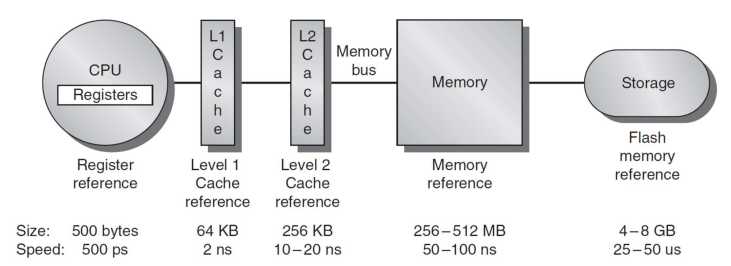 CPU
Registers
L1
C
a
c
h
e
L2
C
a
c
h
e
Memory
bus
Memory
Storage
Register
reference
Level 1
Cache
reference
Level 2
Cache
reference
Memory
reference
Flash
memory
reference
Size: 500 bytes 64 KB 256 KB 256–512 MB 4–8 GB
Speed: 500 ps 2 ns 10–20 ns 50–100 ns 25–50 us